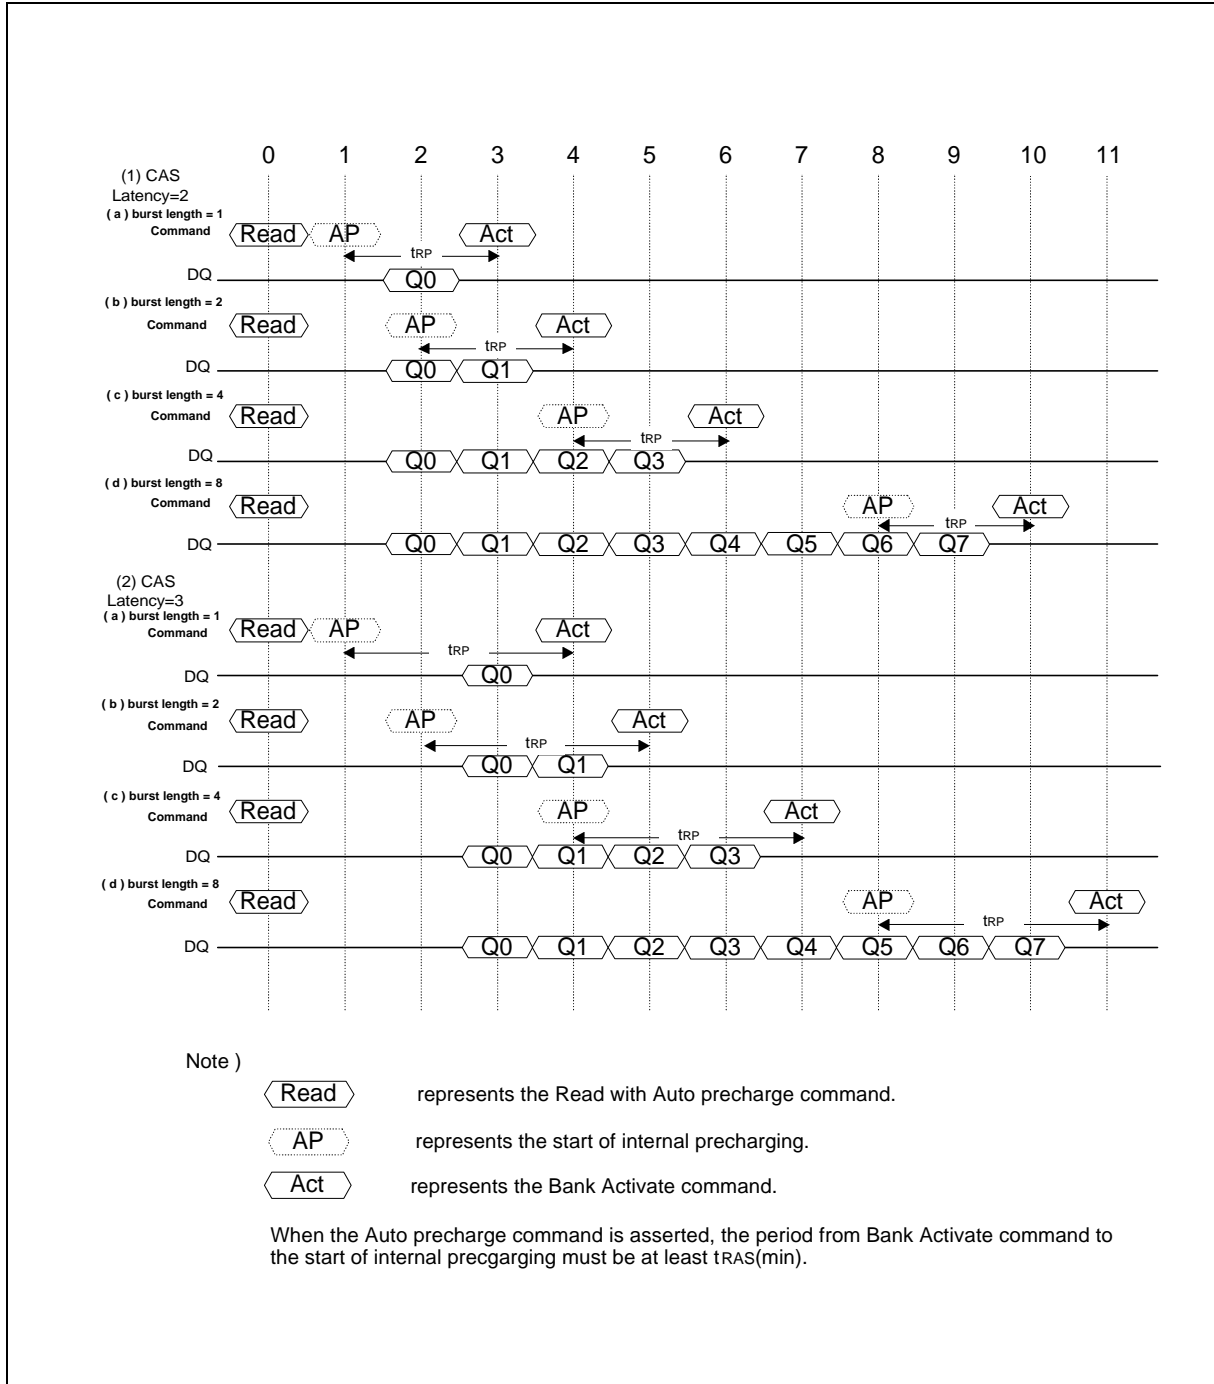 0 1 2 3 4 5 6 7 8 9 10 11
(1) CAS
Latency=2
( a ) burst length = 1
Command Read AP Act
tRP
DQ Q0
( b ) burst length = 2
Command Read AP Act
tRP
DQ Q0 Q1
( c ) burst length = 4
Command Read AP Act
tRP
DQ Q0 Q1 Q2 Q3
( d ) burst length = 8
Command Read AP Act
tRP
DQ Q0 Q1 Q2 Q3 Q4 Q5 Q6 Q7
(2) CAS
Latency=3
( a ) burst length = 1
Command Read AP Act
tRP
DQ Q0
( b ) burst length = 2
Command Read AP Act
tRP
DQ Q0 Q1
( c ) burst length = 4
Command Read AP Act
tRP
DQ Q0 Q1 Q2 Q3
( d ) burst length = 8
Command Read AP Act
tRP
DQ Q0 Q1 Q2 Q3 Q4 Q5 Q6 Q7
Note )
Read represents the Read with Auto precharge command.
AP represents the start of internal precharging.
Act represents the Bank Activate command.
When the Auto precharge command is asserted, the period from Bank Activate command to
the start of internal precgarging must be at least tRAS(min).